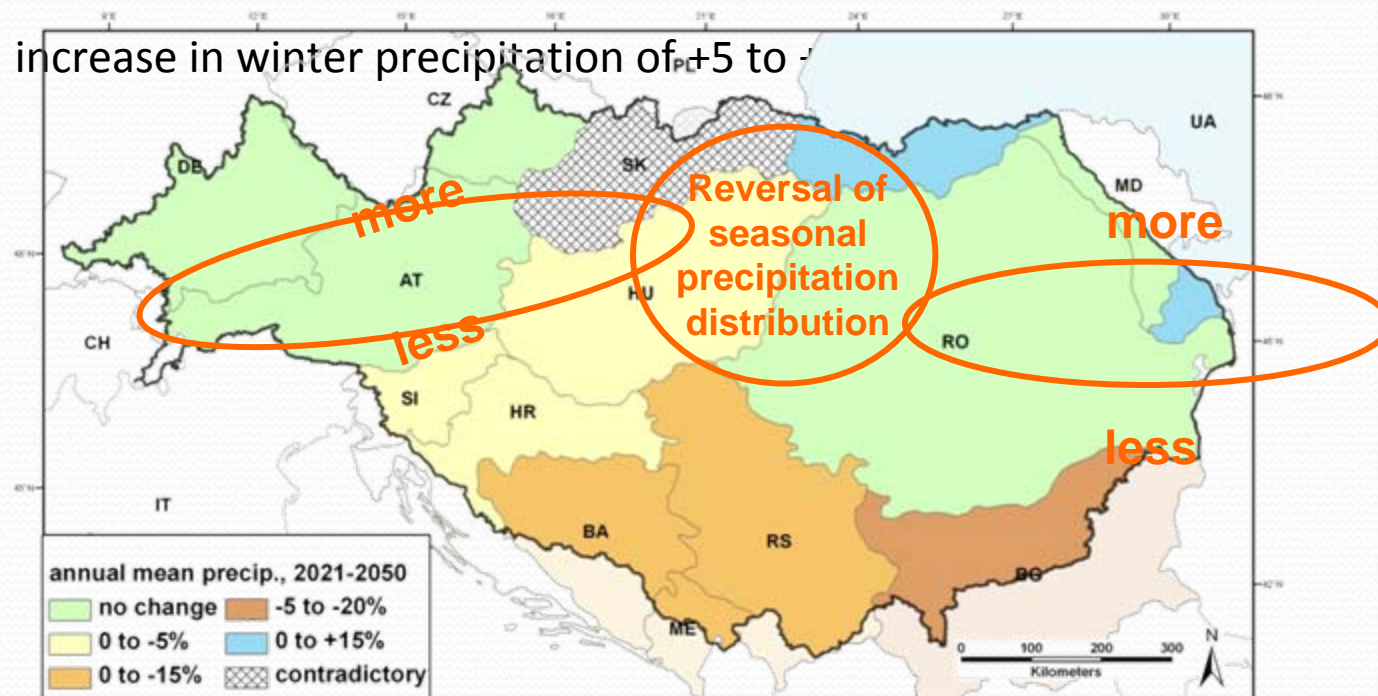 increase in winter precipitation of +5 to
PL
CZ
UA
SK
MD
Reversal of
seasonal
precipitation
distribution
more
more
AT
HU
less
RO
CH
SI
HR
less
IT
BA
RS
BG
ME
annual mean precip., 2021-2050
no change
-5 to -20%
0 to -5%
0 to +15%
0 to -15%
contradictory
N
0 100 200 300
Kilometers